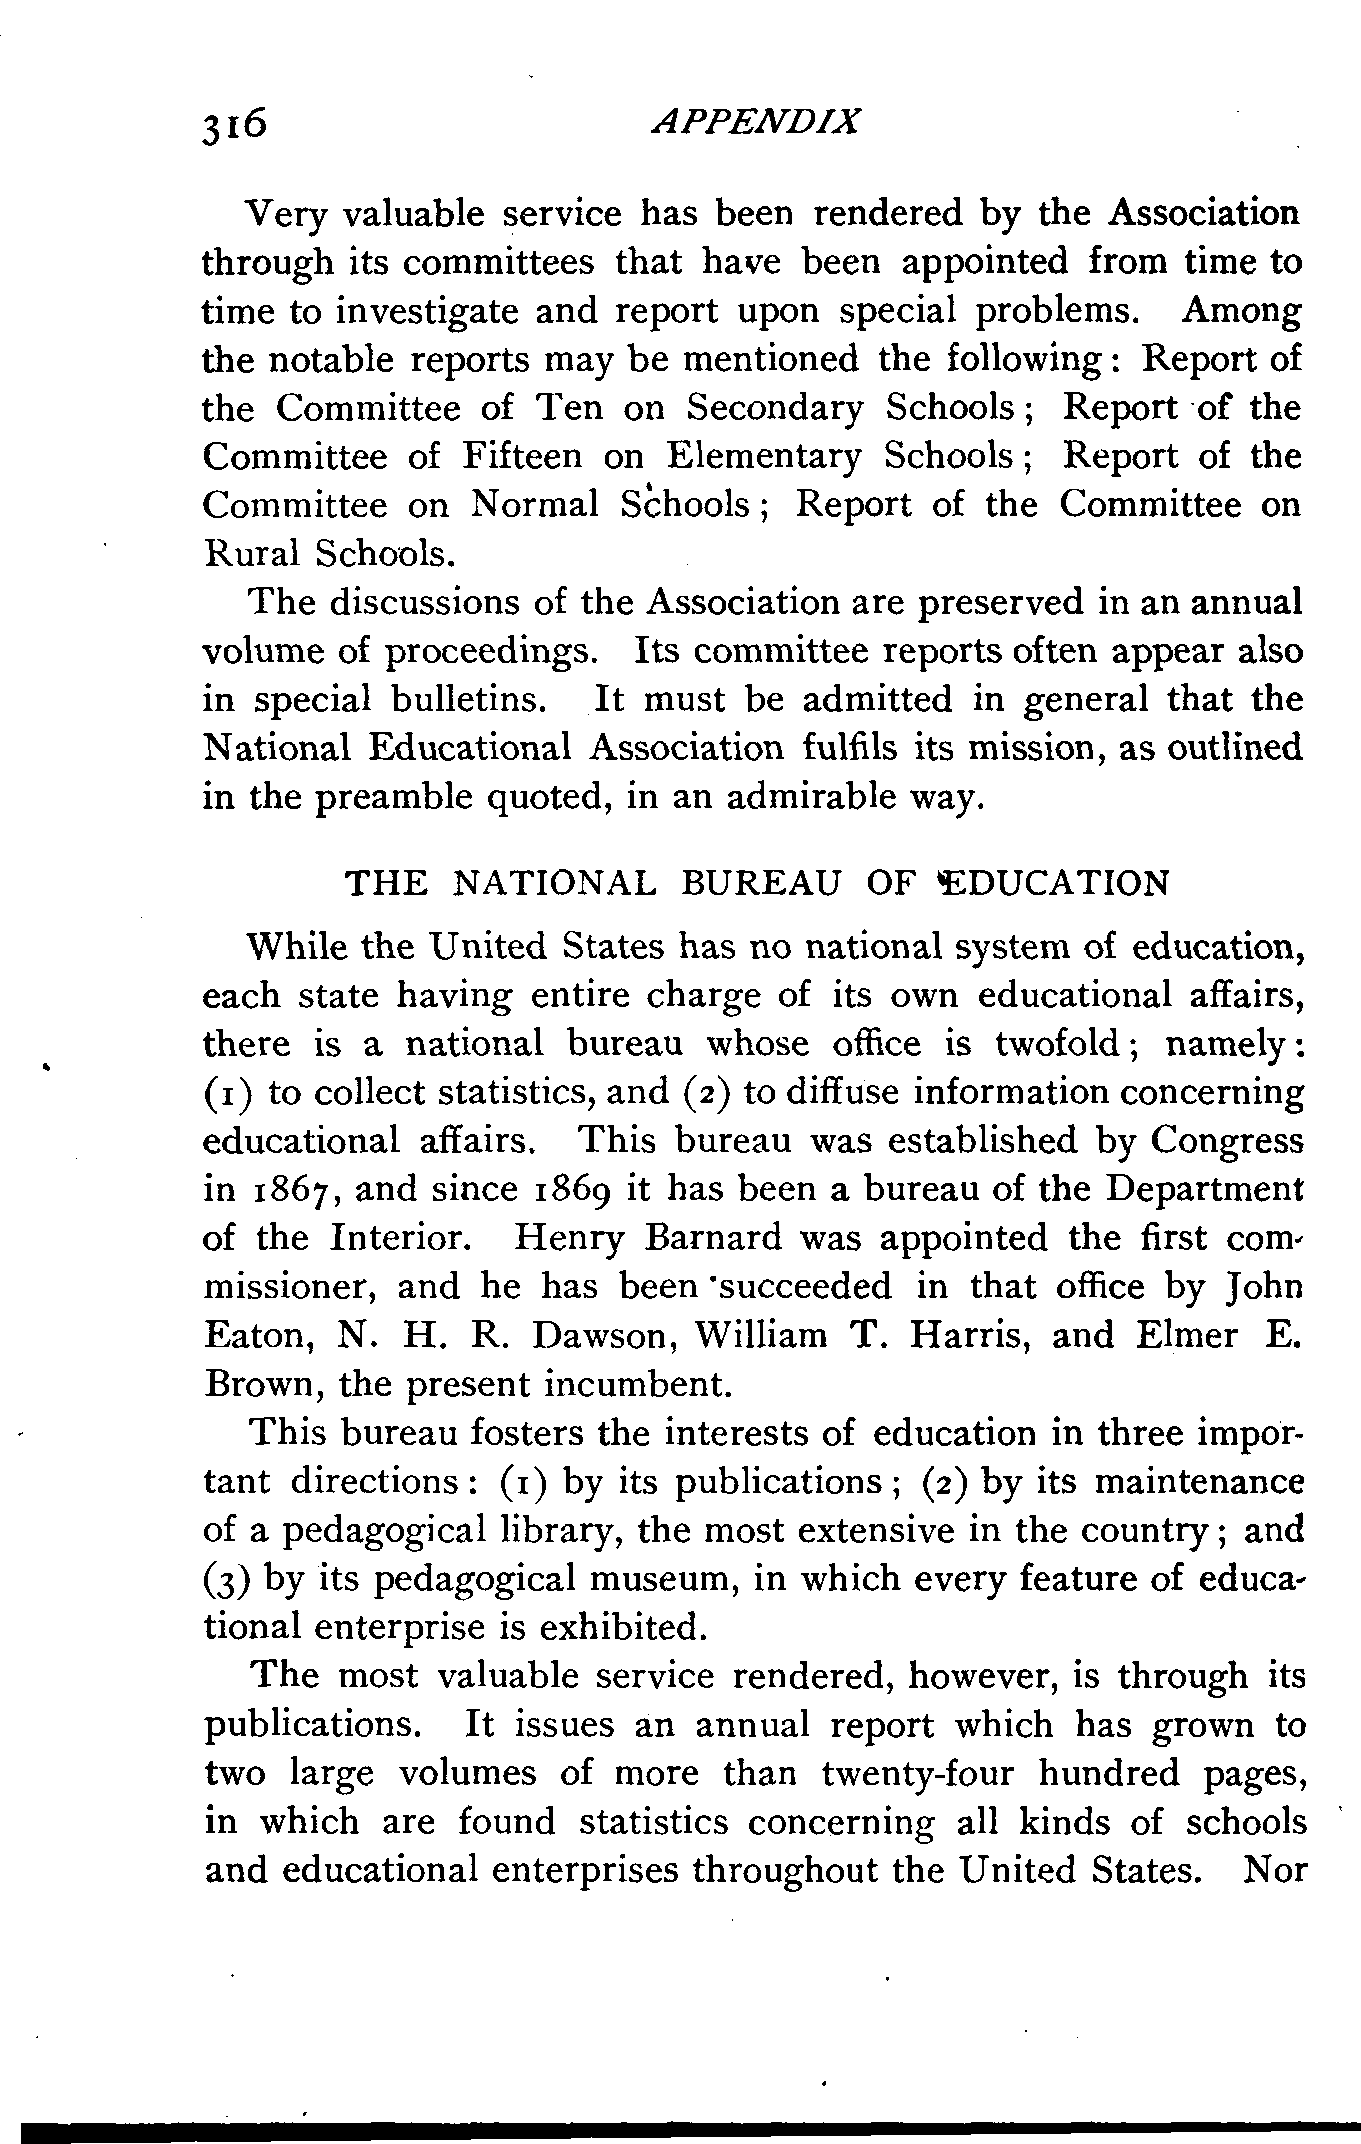 316 APPENDIX
Very valuable service has been rendered by the Association
through its committees that have been appointed from time to
time to investigate and report upon special problems. Among
the notable reports may be mentioned the following: Report of
the Committee of Ten on Secondary Schools; Report of the
Committee of Fifteen on Elementary Schools; Report of the
Committee on Normal Schools; Report of the Committee on
Rural Schools.
The discussions of the Association are preserved in an annual
volume of proceedings. Its committee reports often appear also
in special bulletins. It must be admitted in general that the
National Educational Association fulfils its mission, as outlined
in the preamble quoted, in an admirable way.
THE NATIONAL BUREAU OF EDUCATION
While the United States has no national system of education,
each state having entire charge of its own educational affairs,
there is a national bureau whose office is twofold; namely:
(1) to collect statistics, and (2) to diffuse information concerning
educational affairs. This bureau was established by Congress
in 1867, and since 1869 it has been a bureau of the Department
of the Interior. Henry Barnard was appointed the first com-
missioner, and he has been succeeded in that office by John
Eaton, N. H. R. Dawson, William T. Harris, and Elmer E.
Brown, the present incumbent.
This bureau fosters the interests of education in three impor-
tant directions: (1) by its publications; (2) by its maintenance
of a pedagogical library, the most extensive in the country; and
(3) by its pedagogical museum, in which every feature of educa-
tional enterprise is exhibited.
The most valuable service rendered, however, is through its
publications. It issues an annual report which has grown to
two large volumes of more than twenty-four hundred pages,
in which are found statistics concerning all kinds of schools
and educational enterprises throughout the United States. Nor